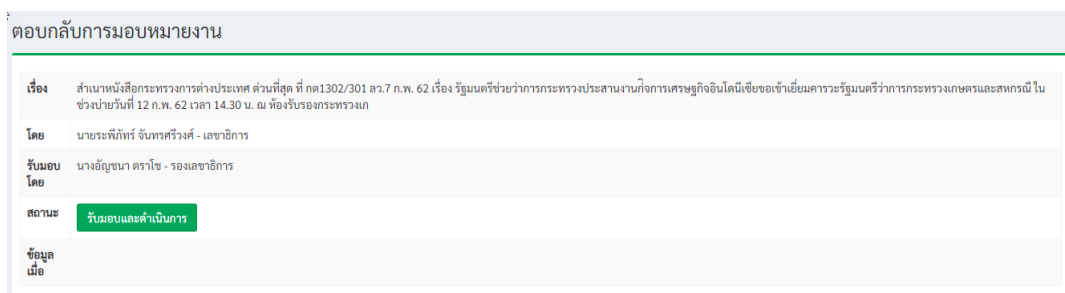 ตอบกลับการมอบหมายงาน
เรื่อง สำเนาหนังสือกระทรวงการต่างประเทศ ด่วนที่สุด ที่ กต1302/301 ลว.7 ก.พ. 62 เรื่อง รัฐมนตรีช่วยว่าการกระทรวงประสานงานกิ่จการเศรษฐกิจอินโดนีเซียขอเข้าเยี่ยมคารวะรัฐมนตรีว่าการกระทรวงเกษตรและสหกรณื ใน
ช่วงบ่ายวันที่ 12 ก.พ. 62 เวลา 14.30 น. ณ ห้องรับรองกระทรวงเก
โดย นายระพีภัทร์ จันทรศรีวงศ์ - เลขาธิการ
รับมอบ นางอัญชนา ตราโช - รองเลขาธิการ
โดย
สถานะ รับมอบและดำเนินการ
ข้อมูล
เมื่อ